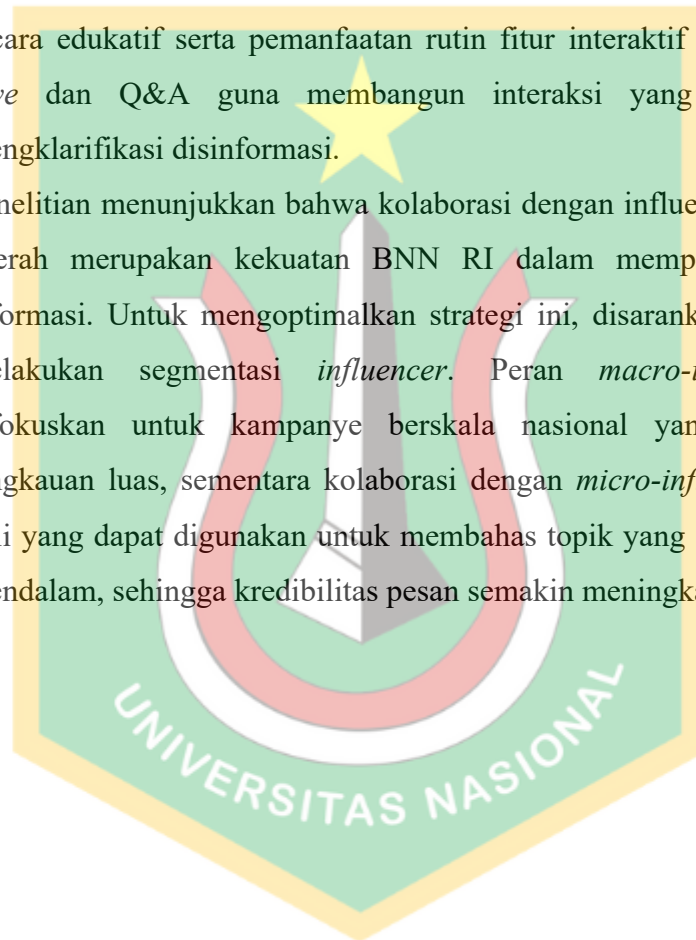 cara edukatif serta pemanfaatan rutin fitur interaktif
ve dan Q&A guna membangun interaksi yang
engklarifikasi disinformasi.
nelitian menunjukkan bahwa kolaborasi dengan influe
erah merupakan kekuatan BNN RI dalam memp
formasi. Untuk mengoptimalkan strategi ini, disarank
elakukan segmentasi influencer. Peran macro-i
fokuskan untuk kampanye berskala nasional yan
ngkauan luas, sementara kolaborasi dengan micro-inf
li yang dapat digunakan untuk membahas topik yang
endalam, sehingga kredibilitas pesan semakin meningka
UNIVERSITAS NASIONAL